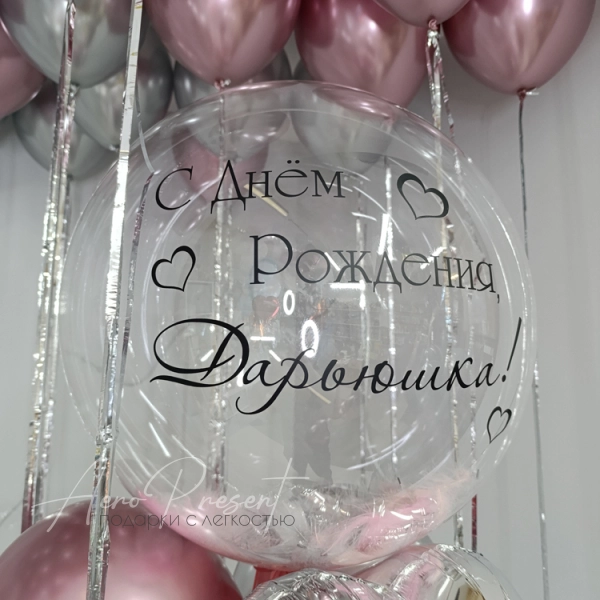 С Днём
Рождения,
Дарьюшка!
Aero Present
подарки с легкостью